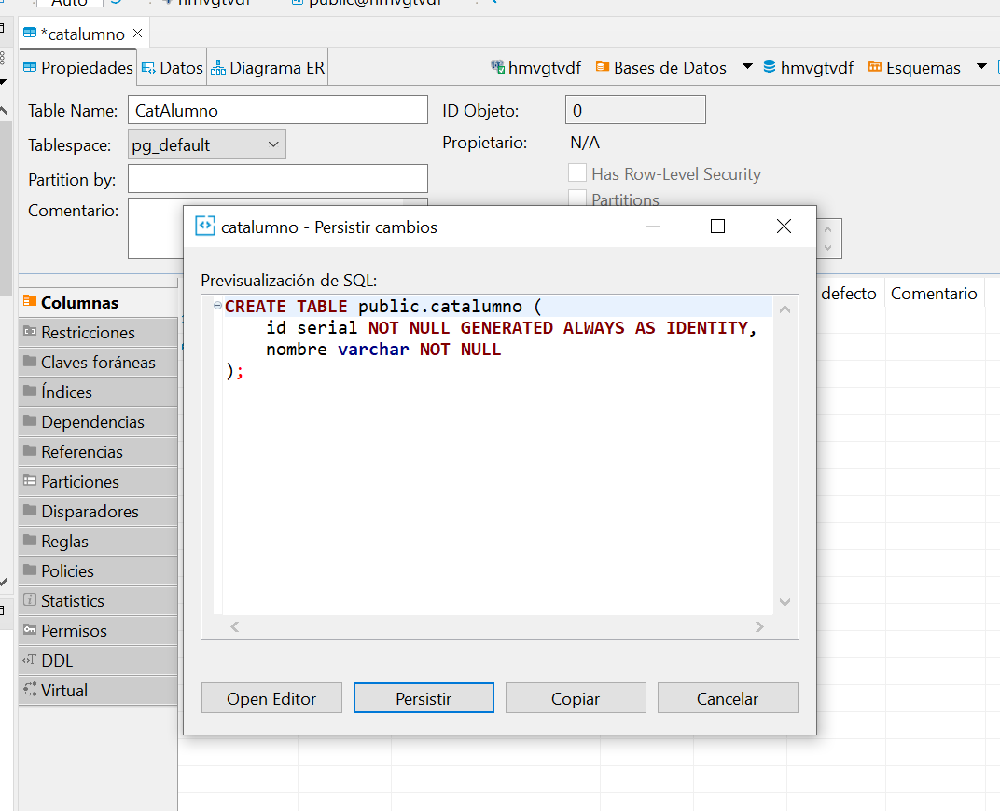 Auto hmvgtvdf public@hmvgtvdf
*catalumno
Propiedades Datos Diagrama ER hmvgtvdf Bases de Datos hmvgtvdf Esquemas
Table Name: CatAlumno ID Objeto: 0
Tablespace: pg_default Propietario: N/A
Partition by: Has Row-Level Security
Comentario: Partitions
catalumno - Persistir cambios
Previsualización de SQL:
CREATE TABLE public.catalumno (
id serial NOT NULL GENERATED ALWAYS AS IDENTITY,
nombre varchar NOT NULL
);
Open Editor Persistir Copiar Cancelar
defecto Comentario
Columnas
Restricciones
Claves foráneas
Índices
Dependencias
Referencias
Particiones
Disparadores
Reglas
Policies
Statistics
Permisos
DDL
Virtual